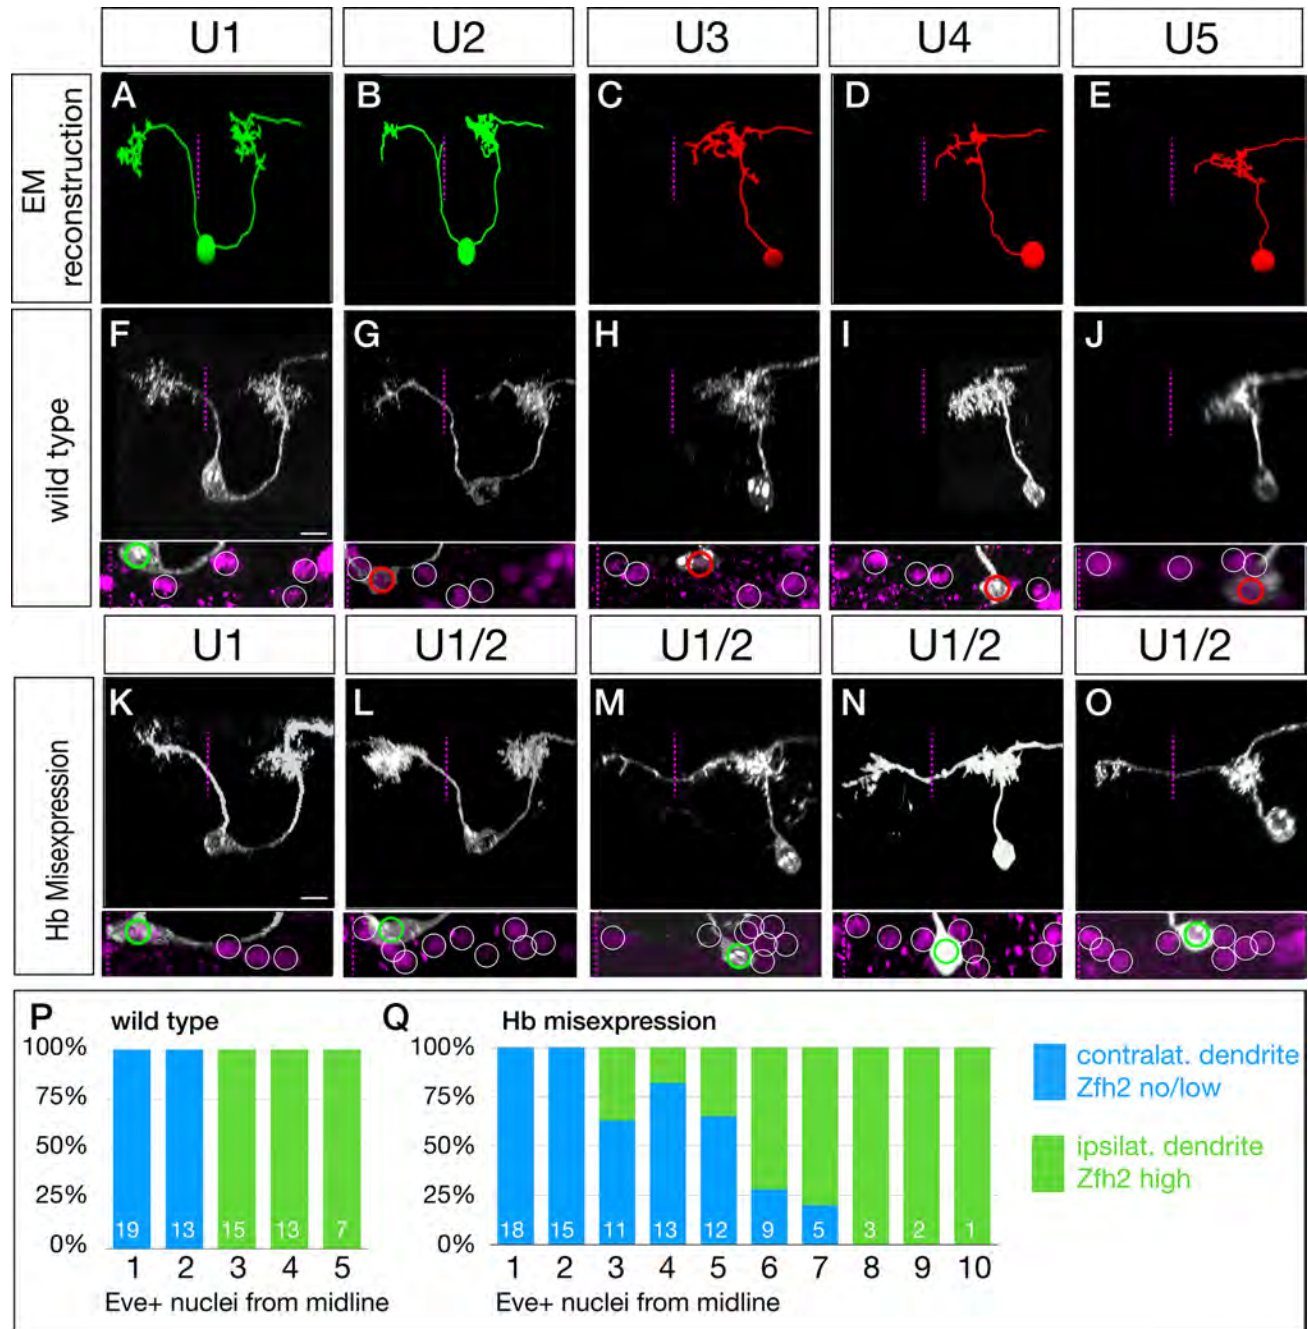 U1 U2 U3 U4 U5
EM
reconstruction
A B C D E
wild type
F G H I J
U1 U1/2 U1/2 U1/2 U1/2
Hb Misexpression
K L M N O
P wild type
100%
75%
50%
25%
0%
19 13 15 13 7
1 2 3 4 5
Eve+ nuclei from midline
Q Hb misexpression
100%
75%
50%
25%
0%
18 15 11 13 12 9 5 3 2 1
1 2 3 4 5 6 7 8 9 10
Eve+ nuclei from midline
contralat. dendrite
Zfh2 no/low
ipsilat. dendrite
Zfh2 high